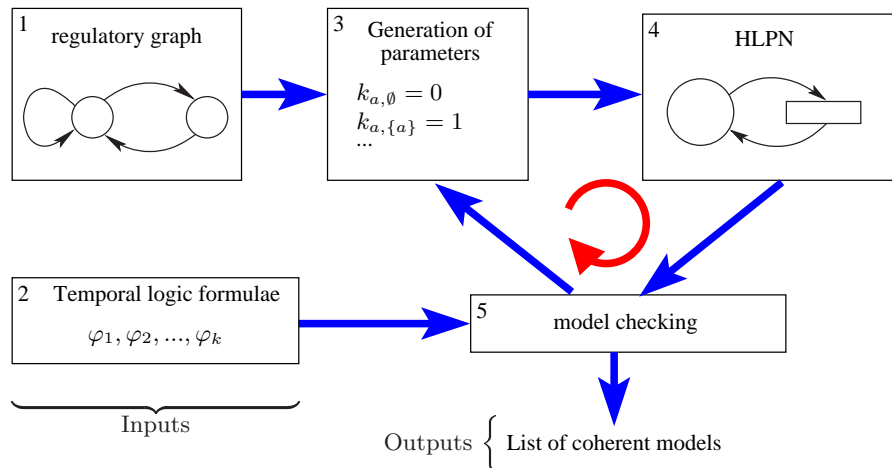 1
regulatory graph
3
Generation of
parameters
k_{a,∅} = 0
k_{a,{a}} = 1
...
4
HLPN
2
Temporal logic formulae
φ₁, φ₂, ..., φₖ
5
model checking
Inputs
Outputs { List of coherent models